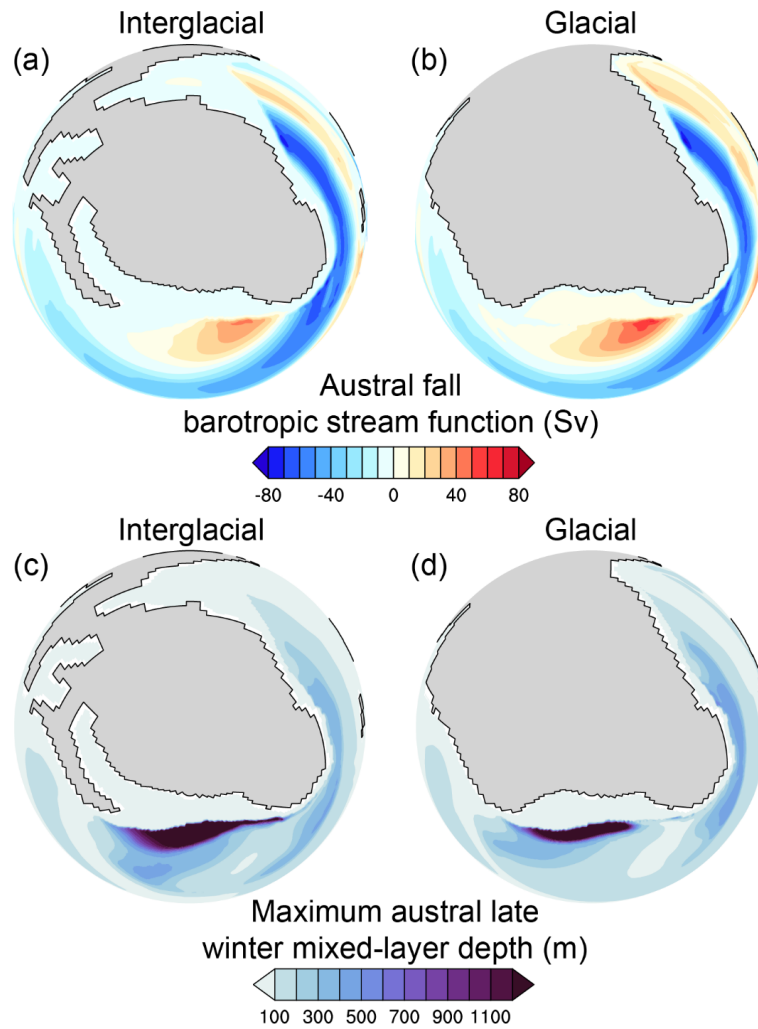 Interglacial Glacial
(a) (b)
Austral fall
barotropic stream function (Sv)
-80 -40 0 40 80
Interglacial Glacial
(c) (d)
Maximum austral late
winter mixed-layer depth (m)
100 300 500 700 900 1100